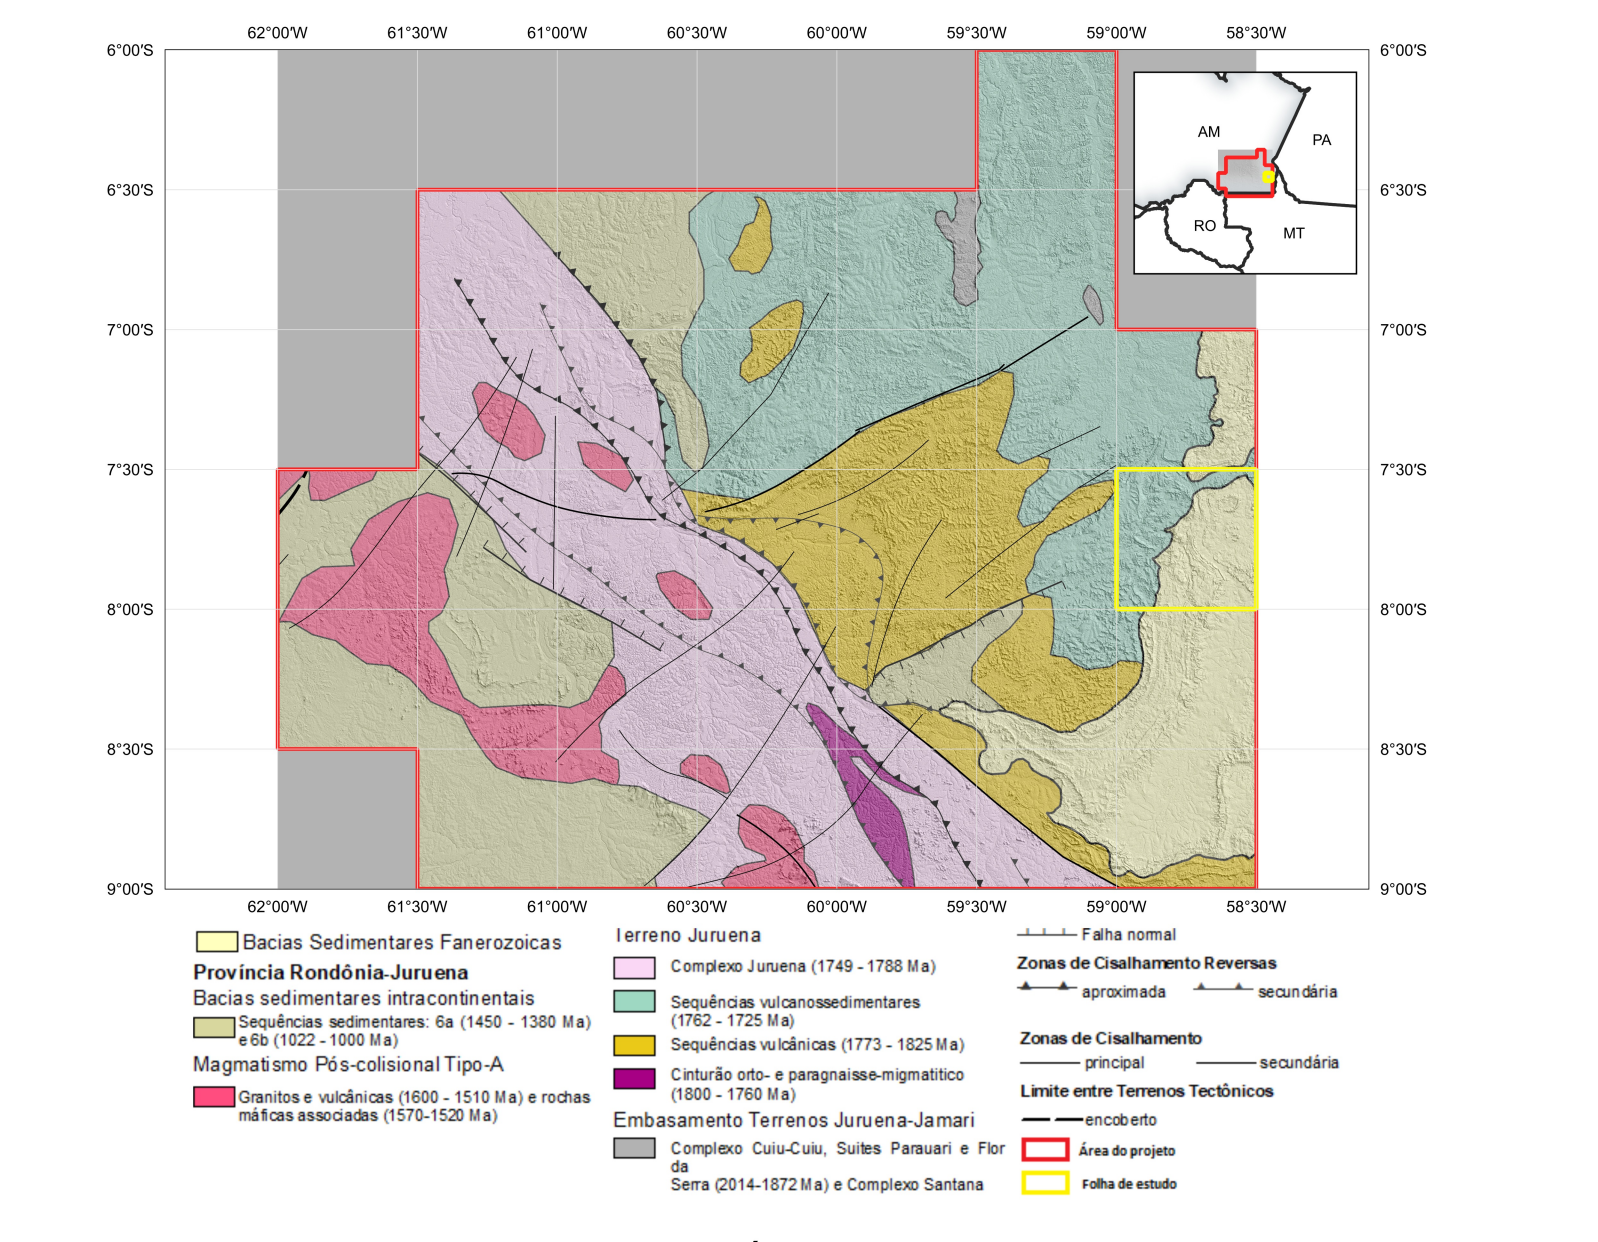 62°00'W 61°30'W 61°00'W 60°30'W 60°00'W 59°30'W 59°00'W 58°30'W
6°00'S 6°00'S
AM
PA
6°30'S 6°30'S
RO
MT
7°00'S 7°00'S
7°30'S 7°30'S
8°00'S 8°00'S
8°30'S 8°30'S
9°00'S 9°00'S
62°00'W 61°30'W 61°00'W 60°30'W 60°00'W 59°30'W 59°00'W 58°30'W
Bacias Sedimentares Fanerozoicas
Província Rondônia-Juruena
Bacias sedimentares intracontinentais
Sequências sedimentares: 6a (1450 - 1380 Ma)
e 6b (1022 - 1000 Ma)
Magmatismo Pós-colisional Tipo-A
Granitos e vulcânicas (1600 - 1510 Ma) e rochas
máficas associadas (1570-1520 Ma)
Terreno Juruena
Complexo Juruena (1749 - 1788 Ma)
Sequências vulcanossedimentares
(1762 - 1725 Ma)
Sequências vulcânicas (1773 - 1825 Ma)
Cinturão orto- e paragnaisse-migmatitico
(1800 - 1760 Ma)
Embasamento Terrenos Juruena-Jamari
Complexo Cuiu-Cuiu, Suites Parauari e Flor
da
Serra (2014-1872 Ma) e Complexo Santana
Falha normal
Zonas de Cisalhamento Reversas
aproximada secundária
Zonas de Cisalhamento
principal secundária
Limite entre Terrenos Tectônicos
encoberto
Área do projeto
Folha de estudo